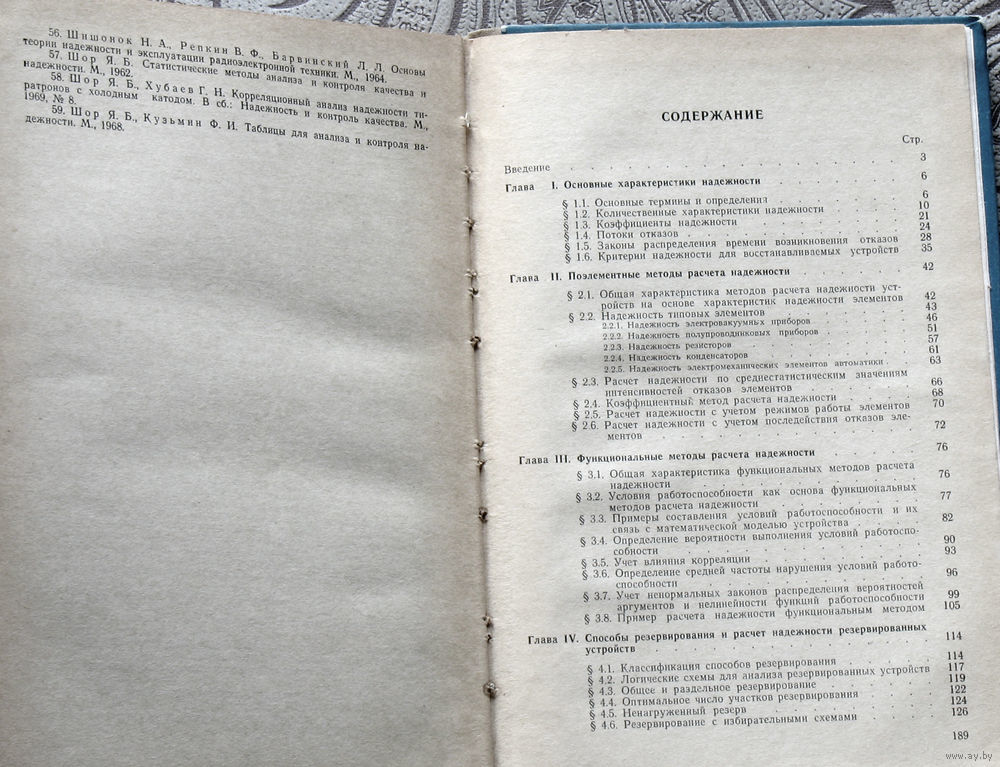 56. Шишонок Н. А., Репкин В. Ф., Барвинский Л. Л. Основы
теории надежности и эксплуатации радиоэлектронной техники. М., 1964.
57. Шор Я. Б. Статистические методы анализа и контроля качества и
надежности. М., 1962.
58. Шор Я. Б., Хубаев Г. Н. Корреляционный анализ надежности ти-
ратронов с холодным катодом. В сб.: Надежность и контроль качества. М.,
1969, № 8.
59. Шор Я. Б., Кузьмин Ф. И. Таблицы для анализа и контроля на-
дежности. М., 1968.
СОДЕРЖАНИЕ
Стр.
Введение 3
Глава I. Основные характеристики надежности 6
§ 1.1. Основные термины и определения 6
§ 1.2. Количественные характеристики надежности 10
§ 1.3. Коэффициенты надежности 21
§ 1.4. Потоки отказов 24
§ 1.5. Законы распределения времени возникновения отказов 28
§ 1.6. Критерии надежности для восстанавливаемых устройств 35
Глава II. Поэлементные методы расчета надежности 42
§ 2.1. Общая характеристика методов расчета надежности уст-
ройств на основе характеристик надежности элементов 42
§ 2.2. Надежность типовых элементов 43
2.2.1. Надежность электровакуумных приборов 46
2.2.2. Надежность полупроводниковых приборов 51
2.2.3. Надежность резисторов 57
2.2.4. Надежность конденсаторов 61
2.2.5. Надежность электромеханических элементов автоматики 63
§ 2.3. Расчет надежности по среднестатистическим значениям
интенсивностей отказов элементов 66
§ 2.4. Коэффициентный метод расчета надежности 68
§ 2.5. Расчет надежности с учетом режимов работы элементов 70
§ 2.6. Расчет надежности с учетом последействия отказов эле-
ментов 72
Глава III. Функциональные методы расчета надежности 76
§ 3.1. Общая характеристика функциональных методов расчета
надежности 76
§ 3.2. Условия работоспособности как основа функциональных
методов расчета надежности 77
§ 3.3. Примеры составления условий работоспособности и их
связь с математической моделью устройства 82
§ 3.4. Определение вероятности выполнения условий работоспо-
собности 90
§ 3.5. Учет влияния корреляции 93
§ 3.6. Определение средней частоты нарушения условий работо-
способности 96
§ 3.7. Учет ненормальных законов распределения вероятностей
аргументов и нелинейности функций работоспособности 99
§ 3.8. Пример расчета надежности функциональным методом 105
Глава IV. Способы резервирования и расчет надежности резервированных
устройств 114
§ 4.1. Классификация способов резервирования 114
§ 4.2. Логические схемы для анализа резервированных устройств 117
§ 4.3. Общее и раздельное резервирование 119
§ 4.4. Оптимальное число участков резервирования 122
§ 4.5. Ненагруженный резерв 124
§ 4.6. Резервирование с избирательными схемами 126
189
www.ay.by